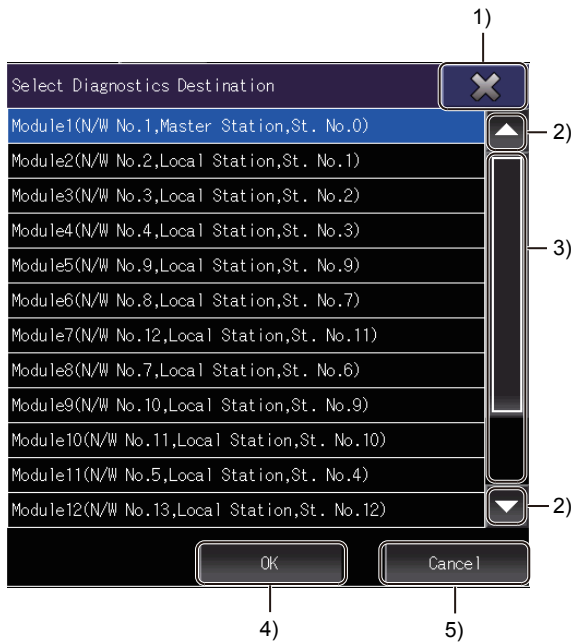 1)
Select Diagnostics Destination
Module1(N/W No.1,Master Station,St. No.0)
2)
Module2(N/W No.2,Local Station,St. No.1)
Module3(N/W No.3,Local Station,St. No.2)
Module4(N/W No.4,Local Station,St. No.3)
3)
Module5(N/W No.9,Local Station,St. No.9)
Module6(N/W No.8,Local Station,St. No.7)
Module7(N/W No.12,Local Station,St. No.11)
Module8(N/W No.7,Local Station,St. No.6)
Module9(N/W No.10,Local Station,St. No.9)
Module10(N/W No.11,Local Station,St. No.10)
Module11(N/W No.5,Local Station,St. No.4)
Module12(N/W No.13,Local Station,St. No.12)
2)
OK
Cancel
4)
5)